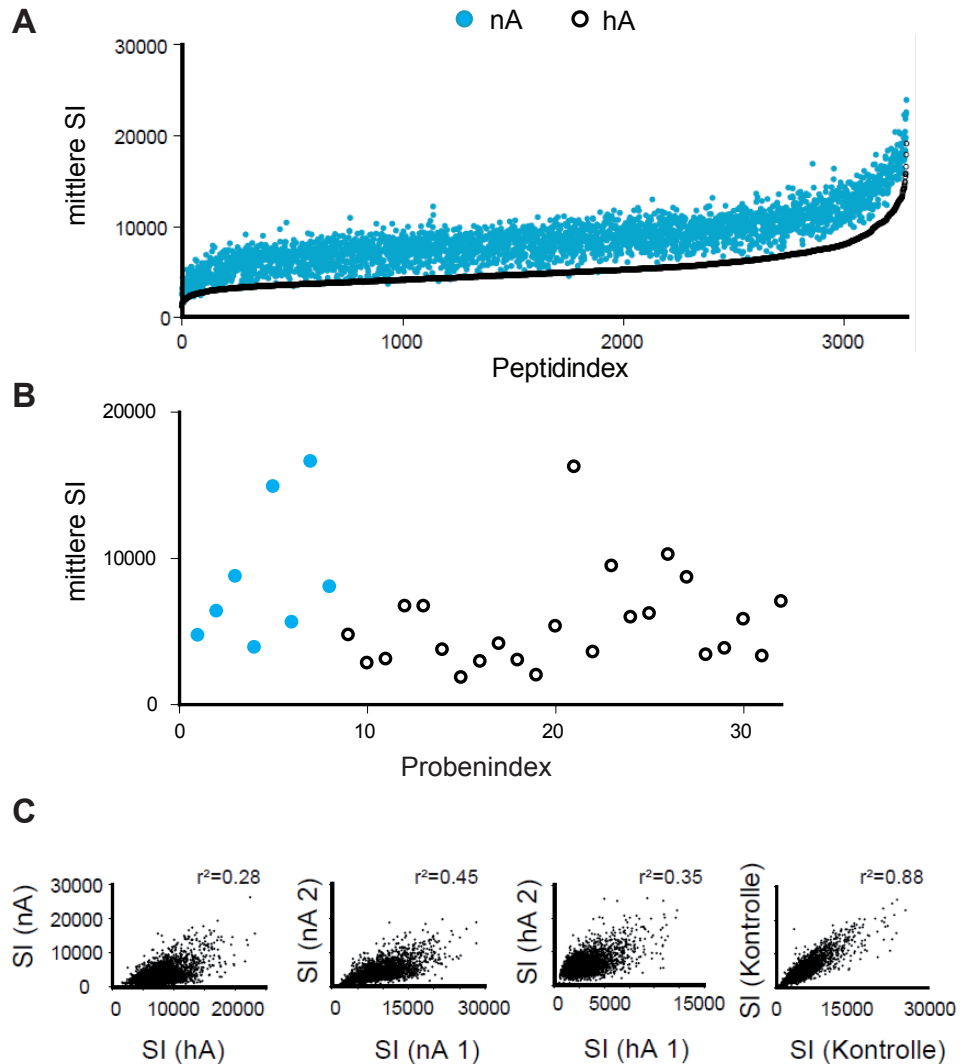 A
nA hA
mittlere SI
30000
20000
10000
0
0 1000 2000 3000
Peptidindex
B
mittlere SI
20000
10000
0
0 10 20 30
Probenindex
C
SI (nA)
r²=0.28
30000
20000
10000
0
0 10000 20000
SI (hA)
SI (nA 2)
r²=0.45
0 15000 30000
SI (nA 1)
SI (hA 2)
r²=0.35
0 5000 15000
SI (hA 1)
SI (Kontrolle)
r²=0.88
0 15000 30000
SI (Kontrolle)